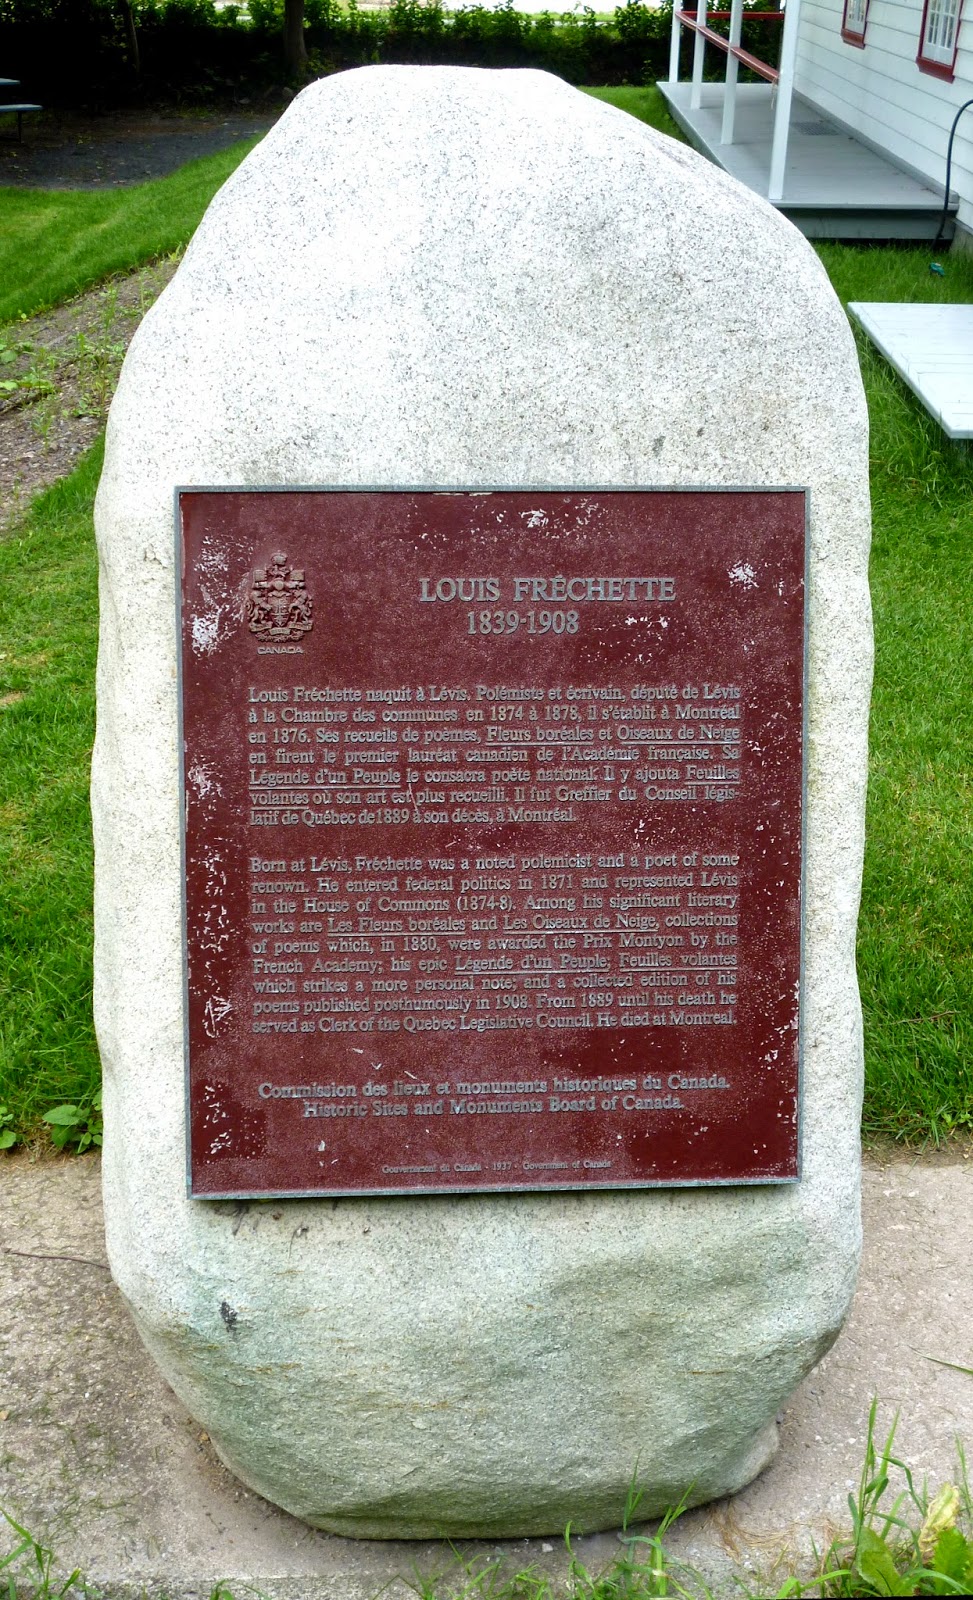 CANADA
LOUIS FRÉCHETTE
1839-1908
Louis Fréchette naquit à Lévis. Polémiste et écrivain, député de Lévis
à la Chambre des communes en 1874 à 1878, il s'établit à Montréal
en 1876. Ses recueils de poèmes, Fleurs boréales et Oiseaux de Neige
en firent le premier lauréat canadien de l'Académie française. Sa
Légende d'un Peuple le consacra poète national. Il y ajouta Feuilles
volantes où son art est plus recueilli. Il fut Greffier du Conseil légis-
latif de Québec de 1889 à son décès, à Montréal.
Born at Lévis, Fréchette was a noted polemicist and a poet of some
renown. He entered federal politics in 1871 and represented Lévis
in the House of Commons (1874-8). Among his significant literary
works are Les Fleurs boréales and Les Oiseaux de Neige, collections
of poems which, in 1880, were awarded the Prix Montyon by the
French Academy; his epic Légende d'un Peuple; Feuilles volantes
which strikes a more personal note; and a collected edition of his
poems published posthumously in 1908. From 1889 until his death he
served as Clerk of the Quebec Legislative Council. He died at Montreal.
Commission des lieux et monuments historiques du Canada.
Historic Sites and Monuments Board of Canada.
Gouvernement du Canada - 1937 - Government of Canada